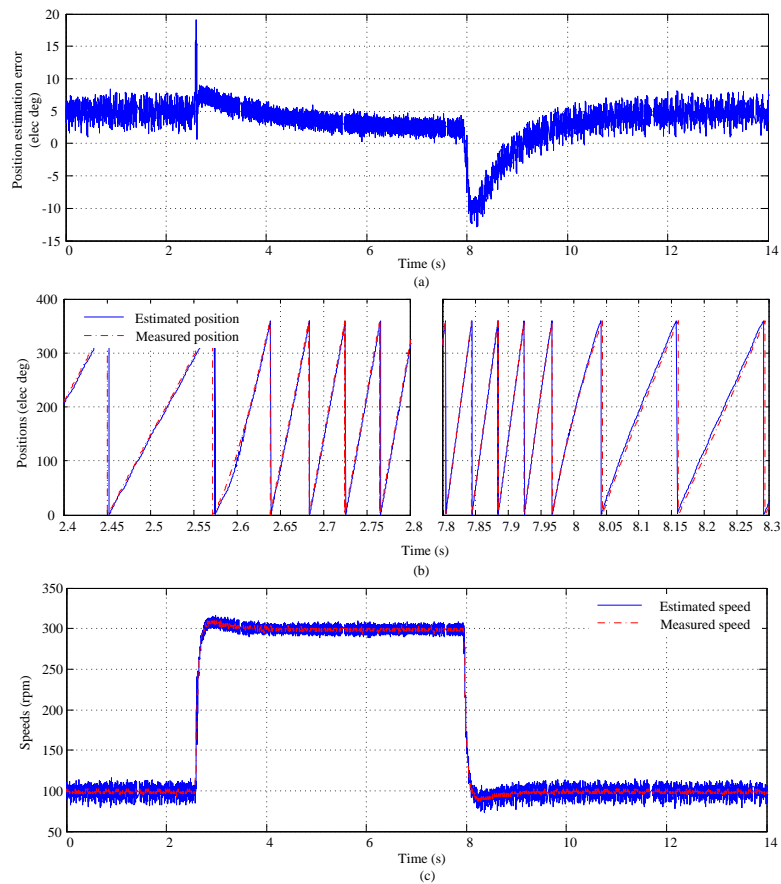 20
15
10
5
0
-5
-10
-15
Position estimation error
(elec deg)
0 2 4 6 8 10 12 14
Time (s)
(a)
400
300
200
100
0
Positions (elec deg)
Estimated position
Measured position
2.4 2.45 2.5 2.55 2.6 2.65 2.7 2.75 2.8
7.8 7.85 7.9 7.95 8 8.05 8.1 8.15 8.2 8.25 8.3
Time (s)
(b)
350
300
250
200
150
100
50
Speeds (rpm)
Estimated speed
Measured speed
0 2 4 6 8 10 12 14
Time (s)
(c)